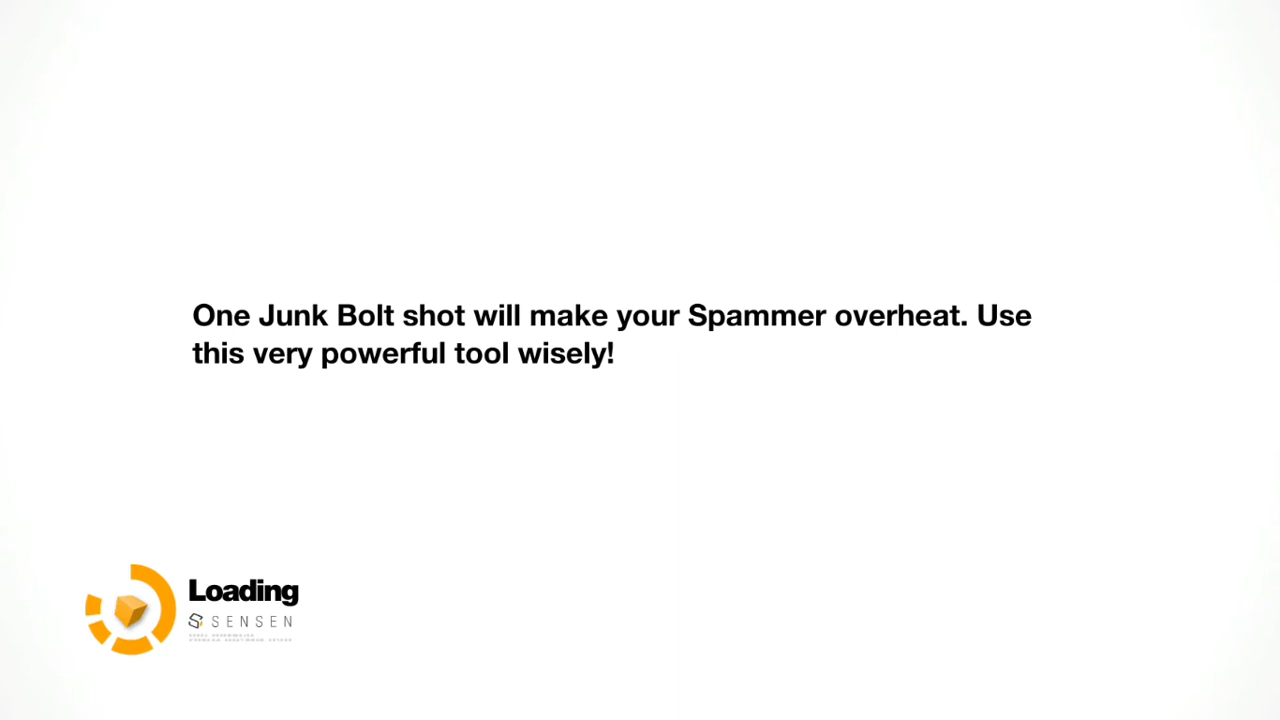 One Junk Bolt shot will make your Spammer overheat. Use
this very powerful tool wisely!
Loading
SENSEN